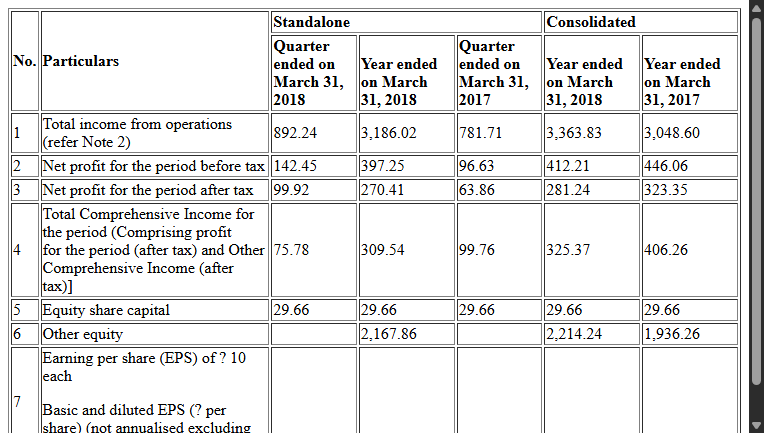 No. Particulars Standalone Consolidated
Quarter ended on March 31, 2018 Year ended on March 31, 2018 Quarter ended on March 31, 2017 Year ended on March 31, 2018 Year ended on March 31, 2017
1 Total income from operations (refer Note 2) 892.24 3,186.02 781.71 3,363.83 3,048.60
2 Net profit for the period before tax 142.45 397.25 96.63 412.21 446.06
3 Net profit for the period after tax 99.92 270.41 63.86 281.24 323.35
4 Total Comprehensive Income for the period (Comprising profit for the period (after tax) and Other Comprehensive Income (after tax)] 75.78 309.54 99.76 325.37 406.26
5 Equity share capital 29.66 29.66 29.66 29.66 29.66
6 Other equity 2,167.86 2,214.24 1,936.26
7 Earning per share (EPS) of ? 10 each
Basic and diluted EPS (? per
share) (not annualised excluding